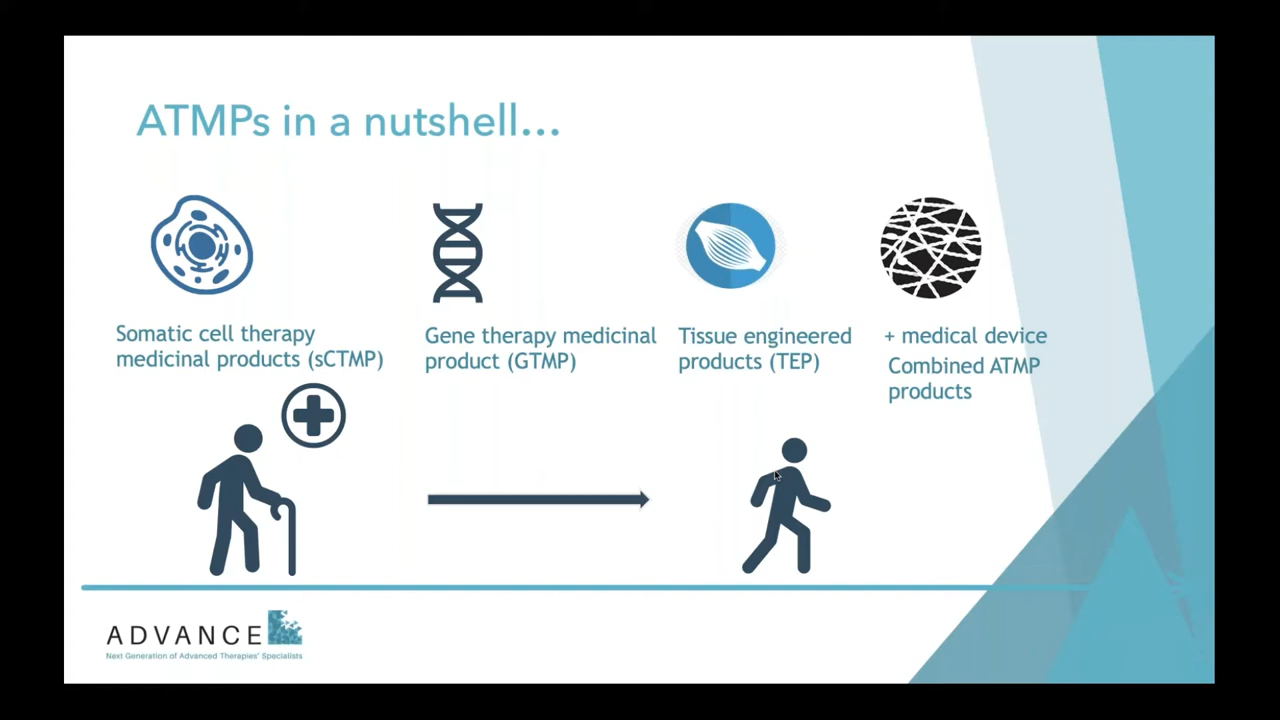 ATMPs in a nutshell...
Somatic cell therapy
medicinal products (sCTMP)
Gene therapy medicinal
product (GTMP)
Tissue engineered
products (TEP)
+ medical device
Combined ATMP
products
ADVANCE
Next Generation of Advanced Therapies' Specialists